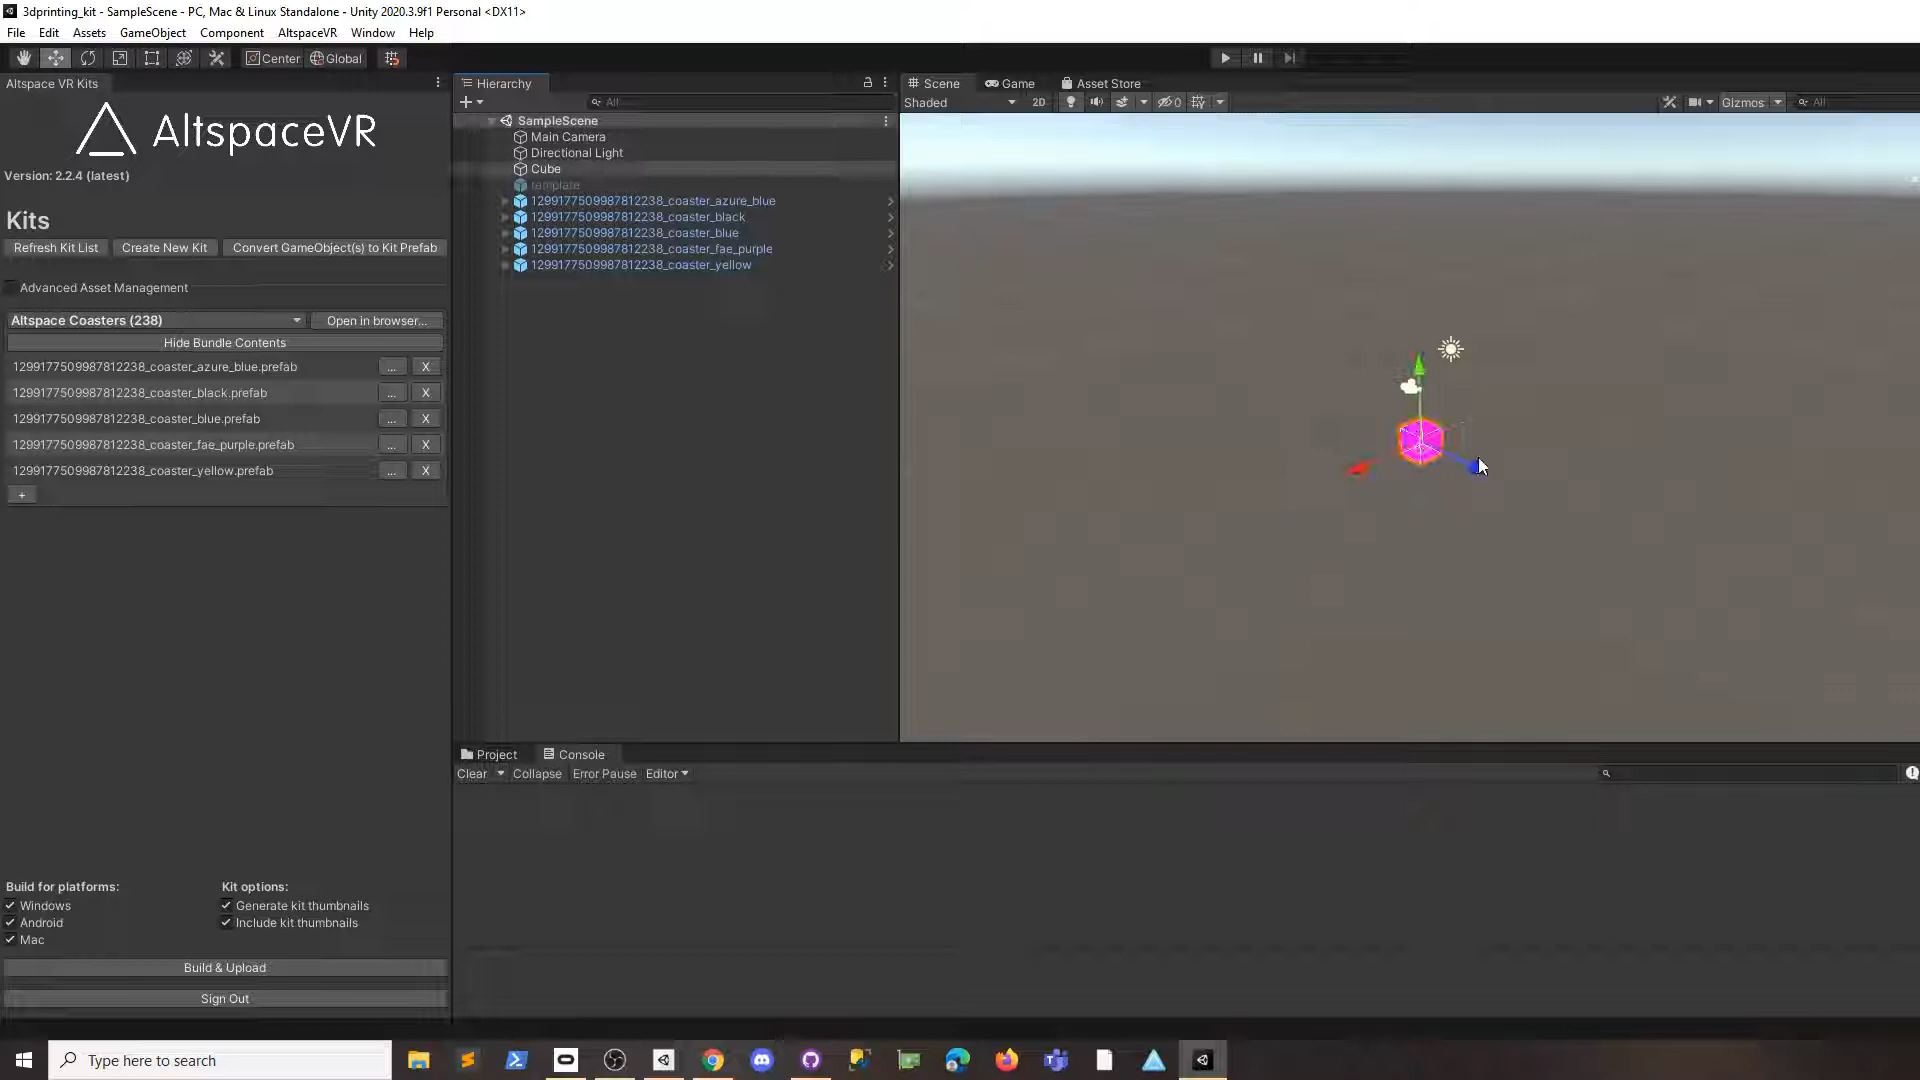 3dprinting_kit - SampleScene - PC, Mac & Linux Standalone - Unity 2020.3.9f1 Personal <DX11>
File Edit Assets GameObject Component AltspaceVR Window Help
Center Global
Altspace VR Kits
AltspaceVR
Version: 2.2.4 (latest)
Kits
Refresh Kit List Create New Kit Convert GameObject(s) to Kit Prefab
Advanced Asset Management
Altspace Coasters (238) Open in browser...
Hide Bundle Contents
1299177509987812238_coaster_azure_blue.prefab ... X
1299177509987812238_coaster_black.prefab ... X
1299177509987812238_coaster_blue.prefab ... X
1299177509987812238_coaster_fae_purple.prefab ... X
1299177509987812238_coaster_yellow.prefab ... X
+
Build for platforms: Kit options:
Windows Generate kit thumbnails
Android Include kit thumbnails
Mac
Build & Upload
Sign Out
Hierarchy
+ All
SampleScene
Main Camera
Directional Light
Cube
template
1299177509987812238_coaster_azure_blue
1299177509987812238_coaster_black
1299177509987812238_coaster_blue
1299177509987812238_coaster_fae_purple
1299177509987812238_coaster_yellow
Scene Game Asset Store
Shaded 2D 0 Gizmos All
Project Console
Clear Collapse Error Pause Editor
Type here to search